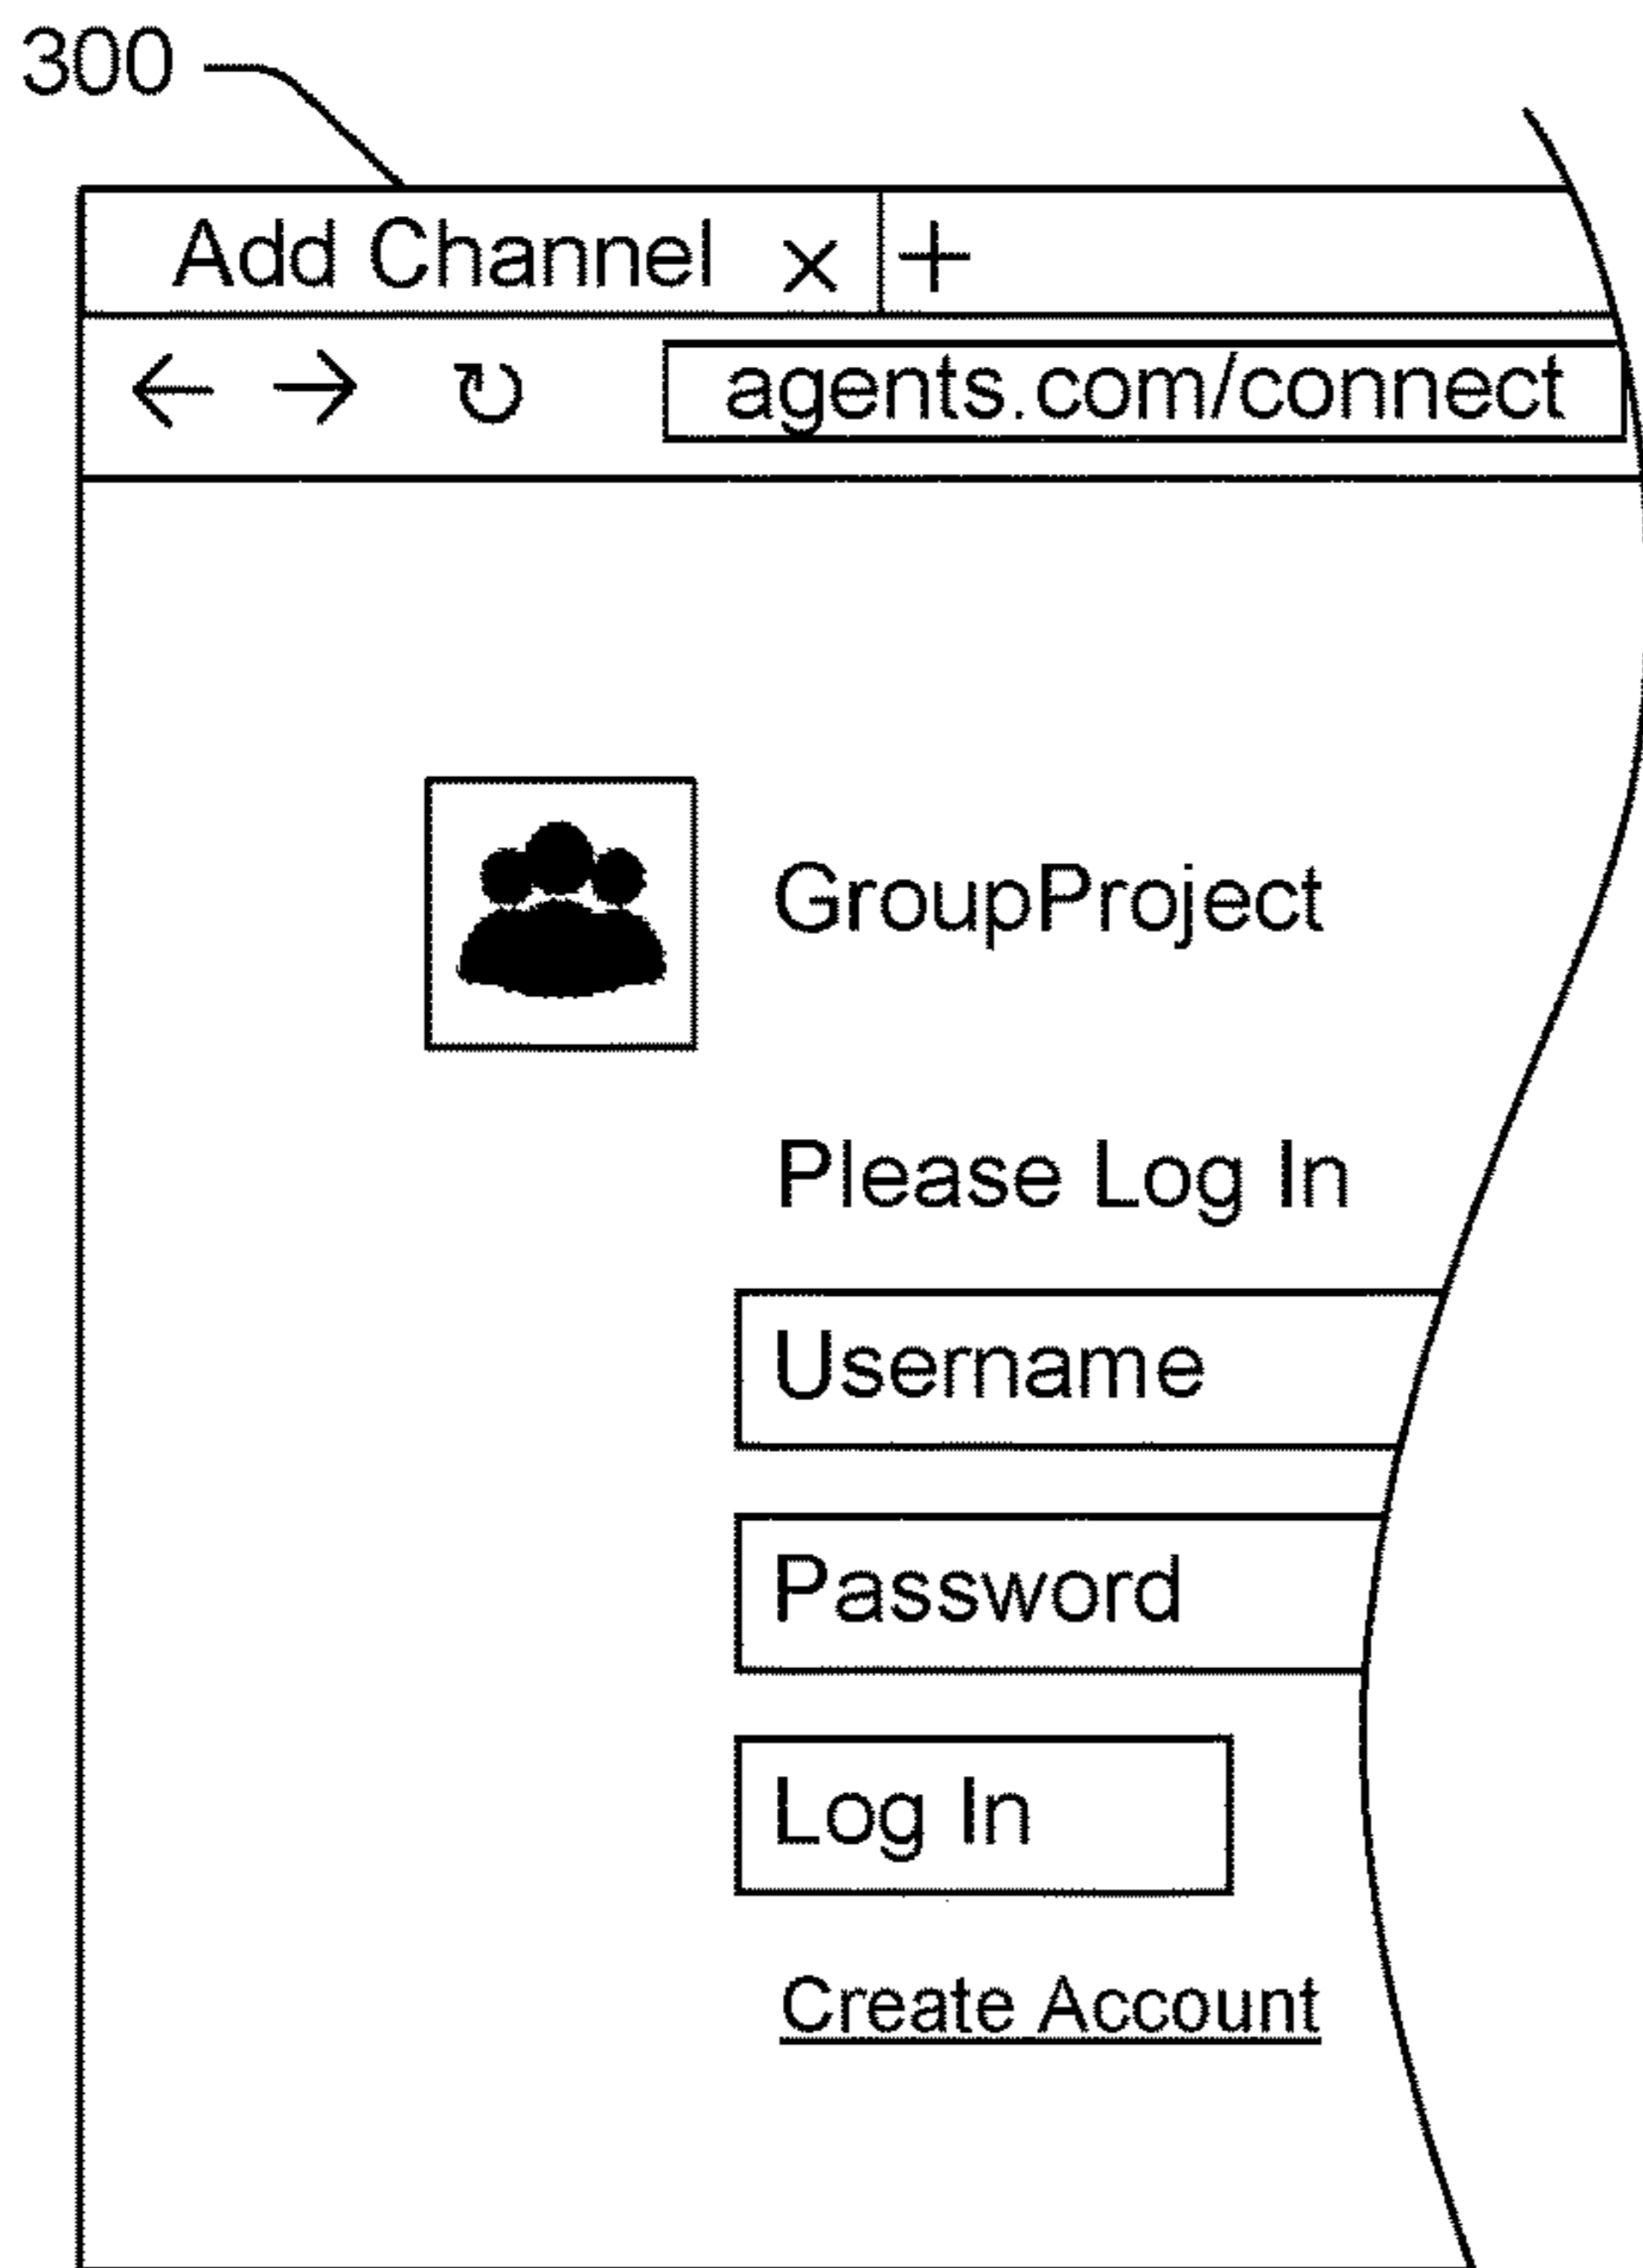 300
Add Channel × +
← → ↻ agents.com/connect
GroupProject
Please Log In
Username
Password
Log In
Create Account